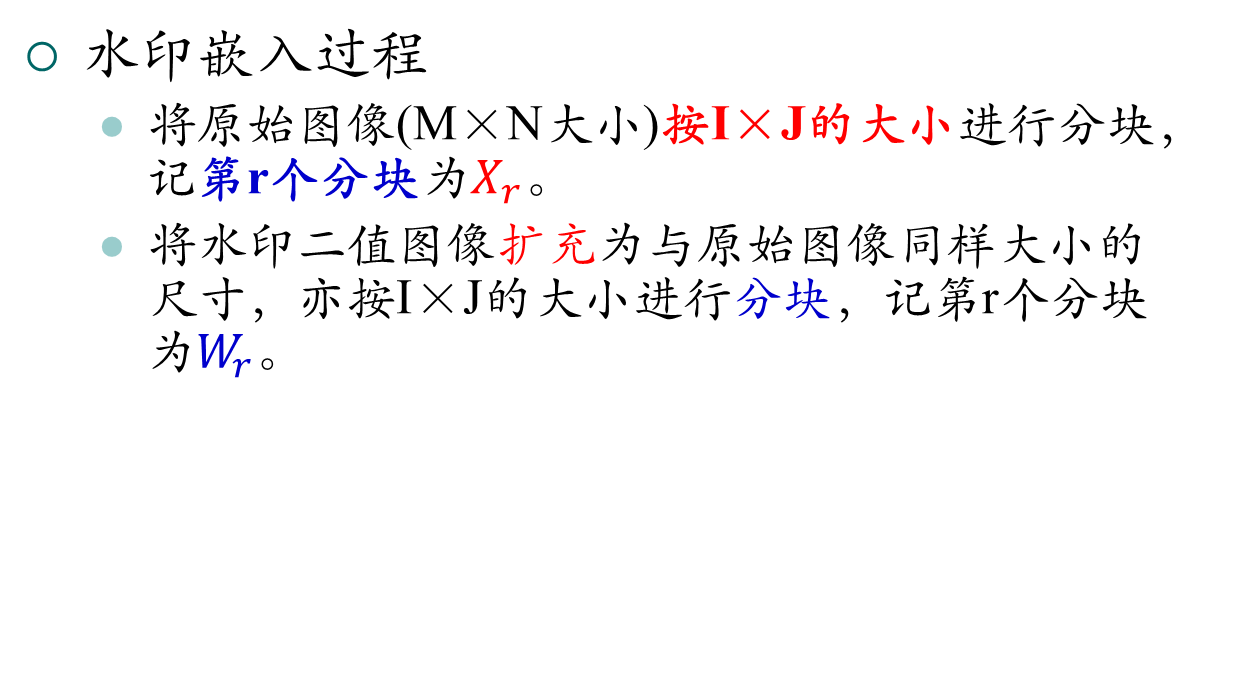 水印嵌入过程
将原始图像(M×N大小)按I×J的大小进行分块，
记第r个分块为Xr。
将水印二值图像扩充为与原始图像同样大小的
尺寸，亦按I×J的大小进行分块，记第r个分块
为Wr。